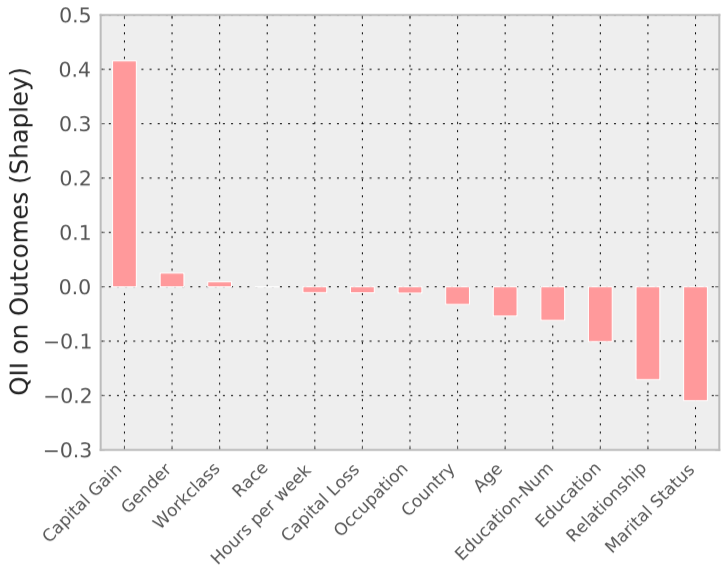 QII on Outcomes (Shapley)
0.5
0.4
0.3
0.2
0.1
0.0
−0.1
−0.2
−0.3
Capital Gain
Gender
Workclass
Race
Hours per week
Capital Loss
Occupation
Country
Age
Education-Num
Education
Relationship
Marital Status